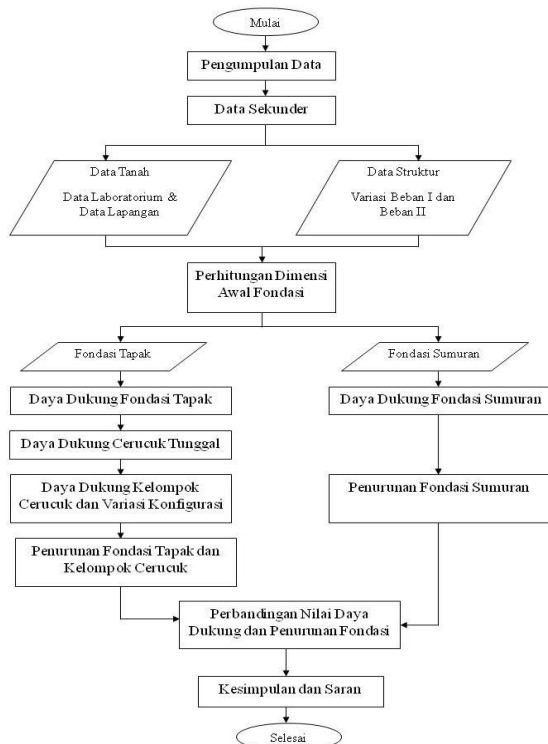 Mulai
Pengumpulan Data
Data Sekunder
Data Tanah
Data Laboratorium &
Data Lapangan
Data Struktur
Variasi Beban I dan
Beban II
Perhitungan Dimensi
Awal Fondasi
Fondasi Tapak
Fondasi Sumuran
Daya Dukung Fondasi Tapak
Daya Dukung Fondasi Sumuran
Daya Dukung Cerucuk Tunggal
Daya Dukung Kelompok
Cerucuk dan Variasi Konfigurasi
Penurunan Fondasi Sumuran
Penurunan Fondasi Tapak dan
Kelompok Cerucuk
Perbandingan Nilai Daya
Dukung dan Penurunan Fondasi
Kesimpulan dan Saran
Selesai